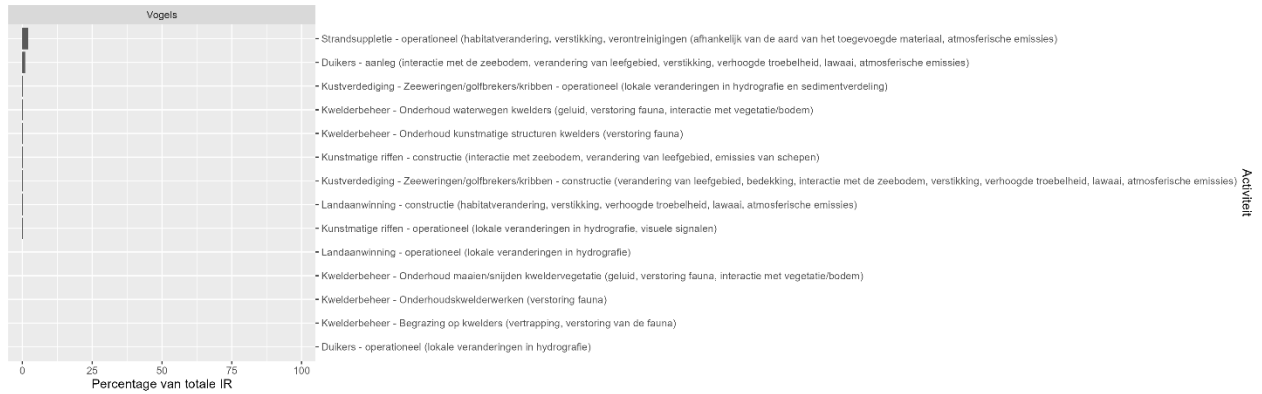 Vogels
Strandsuppletie - operationeel (habitatverandering, verstikking, verontreinigingen (afhankelijk van de aard van het toegevoegde materiaal, atmosferische emissies)
Duikers - aanleg (interactie met de zeebodem, verandering van leefgebied, verstikking, verhoogde troebelheid, lawaai, atmosferische emissies)
Kustverdediging - Zeeweringen/golfbrekers/kribben - operationeel (lokale veranderingen in hydrografie en sedimentverdeling)
Kwelderbeheer - Onderhoud waterwegen kwelders (geluid, verstoring fauna, interactie met vegetatie/bodem)
Kwelderbeheer - Onderhoud kunstmatige structuren kwelders (verstoring fauna)
Kunstmatige riffen - constructie (interactie met zeebodem, verandering van leefgebied, emissies van schepen)
Kustverdediging - Zeeweringen/golfbrekers/kribben - constructie (verandering van leefgebied, bedekking, interactie met de zeebodem, verstikking, verhoogde troebelheid, lawaai, atmosferische emissies)
Landaanwinning - constructie (habitatverandering, verstikking, verhoogde troebelheid, lawaai, atmosferische emissies)
Kunstmatige riffen - operationeel (lokale veranderingen in hydrografie, visuele signalen)
Landaanwinning - operationeel (lokale veranderingen in hydrografie)
Kwelderbeheer - Onderhoud maaien/snijden kweldervegetatie (geluid, verstoring fauna, interactie met vegetatie/bodem)
Kwelderbeheer - Onderhoudskwelderwerken (verstoring fauna)
Kwelderbeheer - Begrazing op kwelders (vertrapping, verstoring van de fauna)
Duikers - operationeel (lokale veranderingen in hydrografie)
Activiteit
0 25 50 75 100
Percentage van totale IR